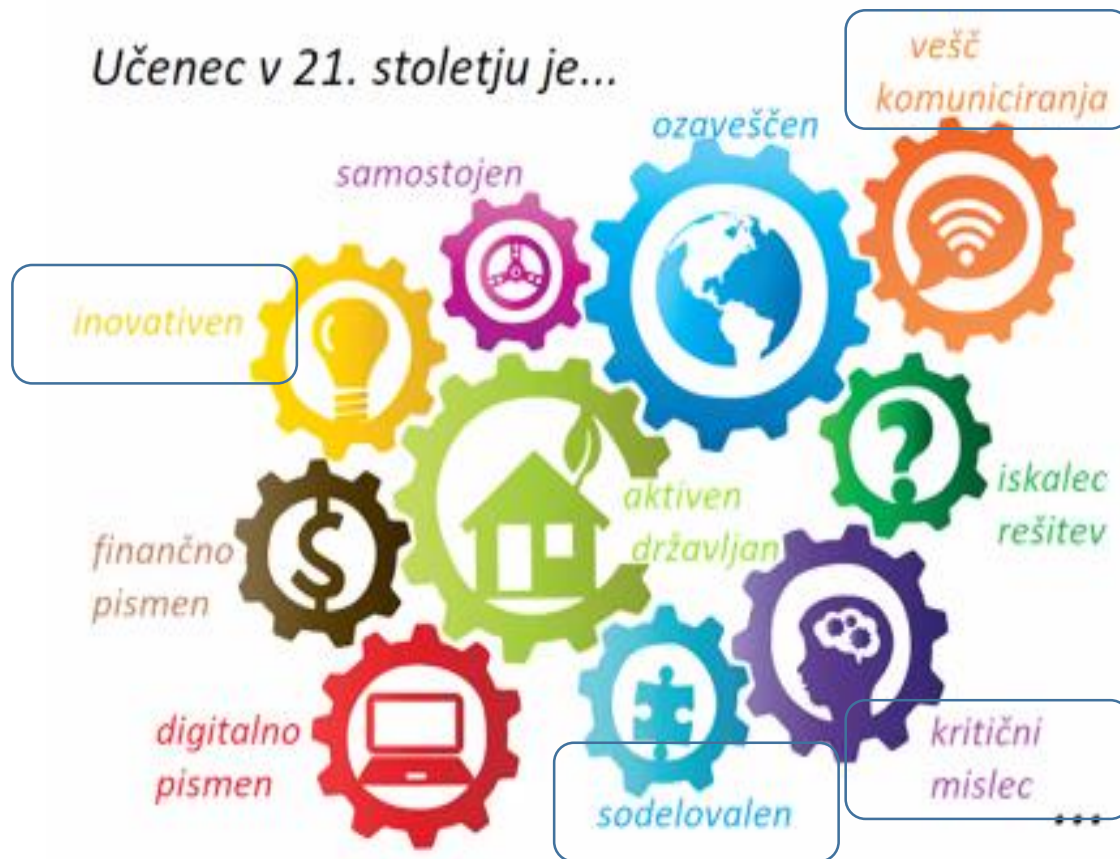 Učenec v 21. stoletju je...
vešč
komuniciranja
ozaveščen
samostojen
inovativen
aktiven
državljan
iskalec
rešitev
finančno
pismen
digitalno
pismen
sodelovalen
kritični
mislec
...